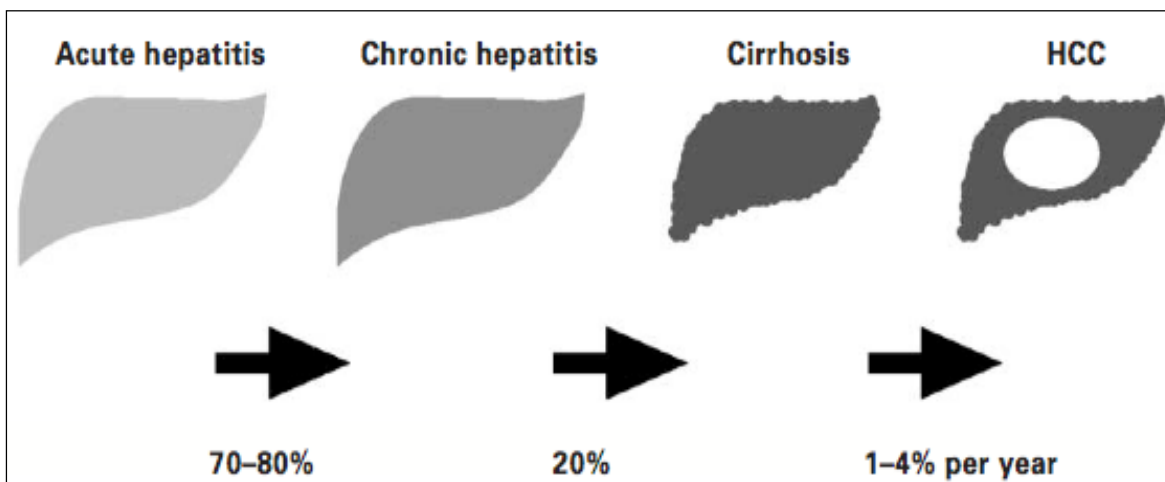 Acute hepatitis Chronic hepatitis Cirrhosis HCC
70–80% 20% 1–4% per year